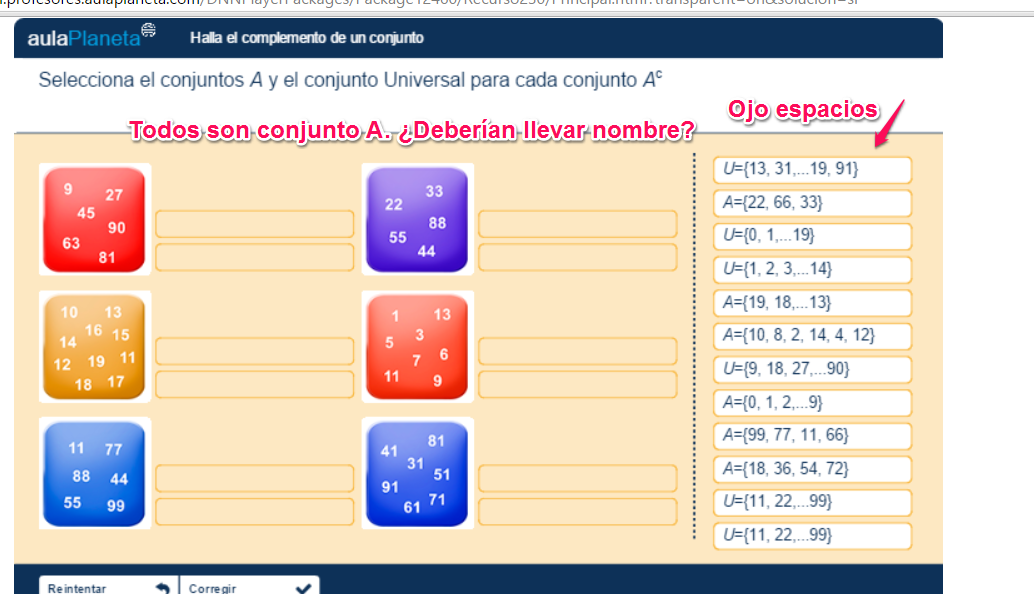 .profesores.aulaplaneta.com/DNNPlayerPackages/Package12460/Recurso250/Principal.html?transparent=on&solucion=si
aulaPlaneta Halla el complemento de un conjunto
Selecciona el conjuntos A y el conjunto Universal para cada conjunto Aᶜ
Ojo espacios
Todos son conjunto A. ¿Deberían llevar nombre?
9 27
45
90
63
81
33
22
88
55
44
10 13
16 15
14
12 19 11
18 17
1 13
5 3
7 6
11 9
11 77
88 44
55 99
81
41
31
51
91
61 71
U={13, 31,...19, 91}
A={22, 66, 33}
U={0, 1,...19}
U={1, 2, 3,...14}
A={19, 18,...13}
A={10, 8, 2, 14, 4, 12}
U={9, 18, 27,...90}
A={0, 1, 2,...9}
A={99, 77, 11, 66}
A={18, 36, 54, 72}
U={11, 22,...99}
U={11, 22,...99}
Reintentar Corregir